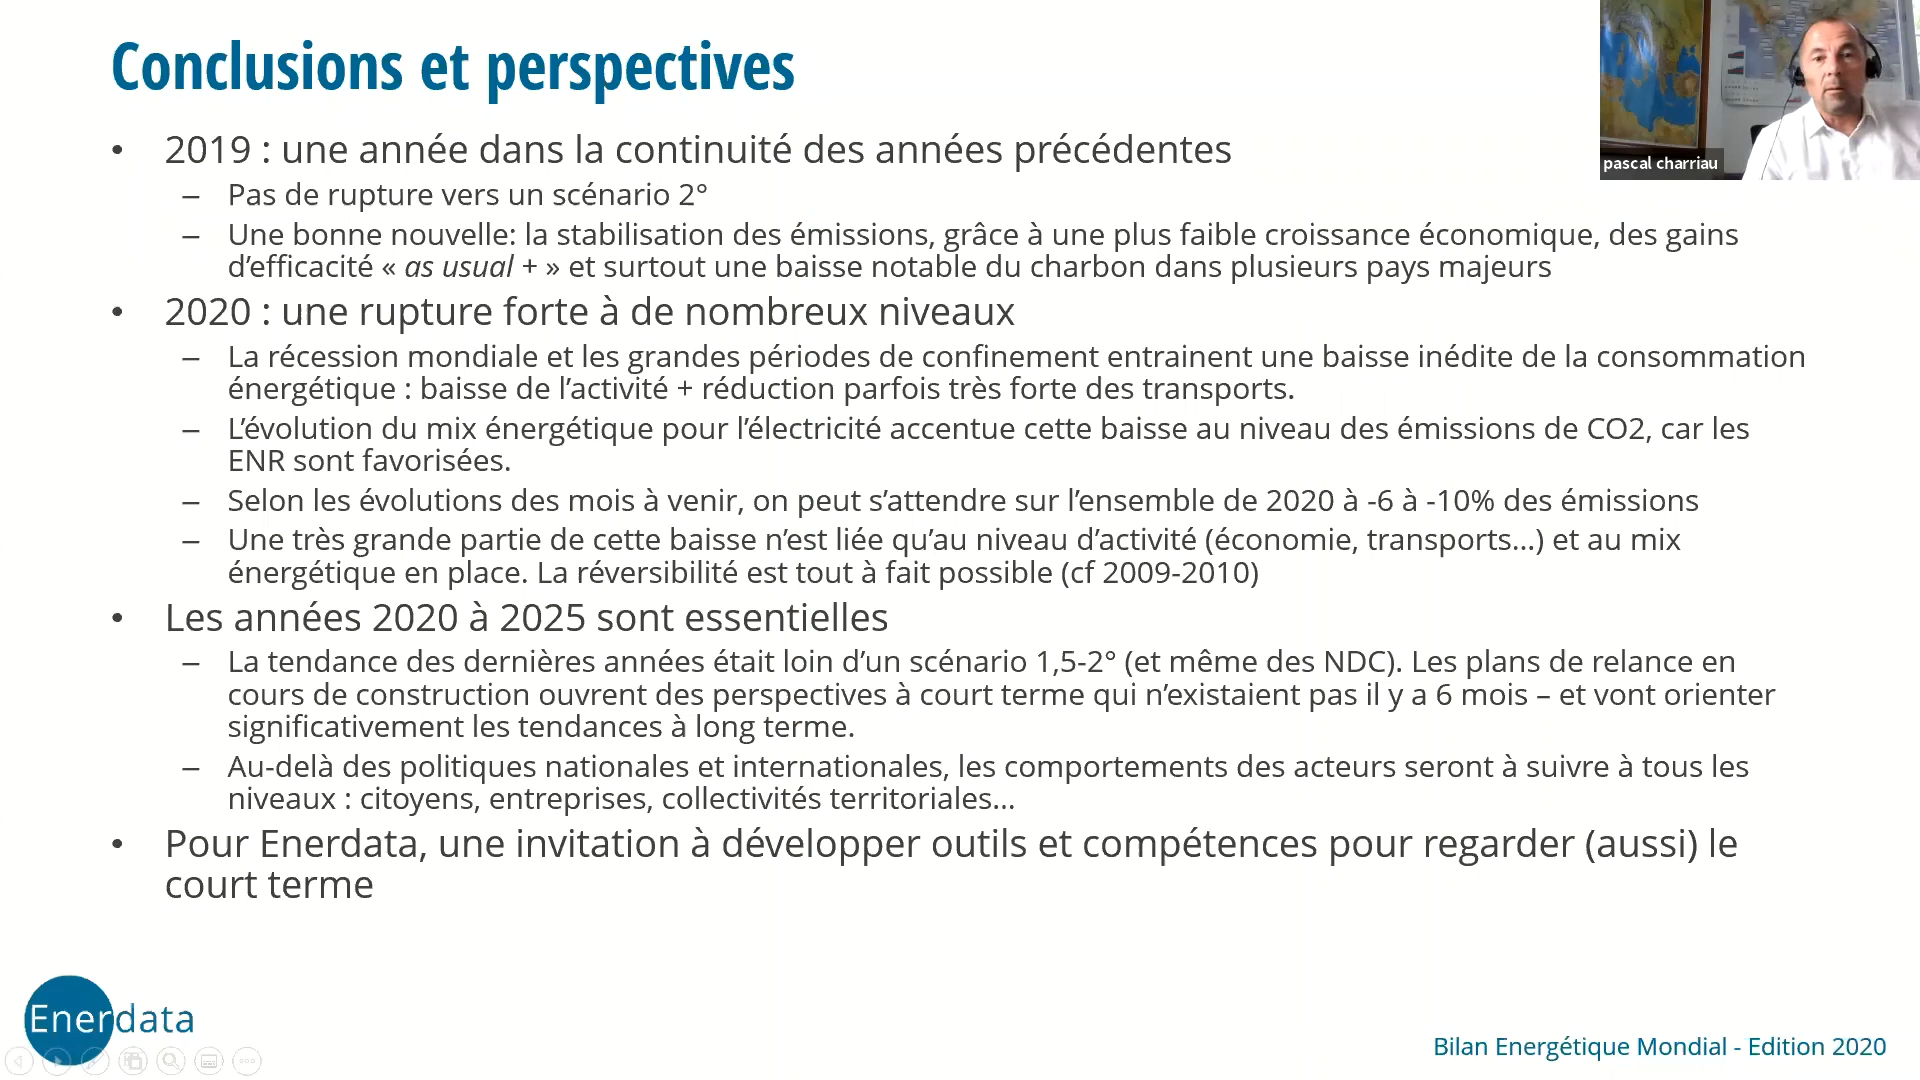 Conclusions et perspectives
pascal charriau
• 2019 : une année dans la continuité des années précédentes
– Pas de rupture vers un scénario 2°
– Une bonne nouvelle: la stabilisation des émissions, grâce à une plus faible croissance économique, des gains
d’efficacité « as usual + » et surtout une baisse notable du charbon dans plusieurs pays majeurs
• 2020 : une rupture forte à de nombreux niveaux
– La récession mondiale et les grandes périodes de confinement entrainent une baisse inédite de la consommation
énergétique : baisse de l’activité + réduction parfois très forte des transports.
– L’évolution du mix énergétique pour l’électricité accentue cette baisse au niveau des émissions de CO2, car les
ENR sont favorisées.
– Selon les évolutions des mois à venir, on peut s’attendre sur l’ensemble de 2020 à -6 à -10% des émissions
– Une très grande partie de cette baisse n’est liée qu’au niveau d’activité (économie, transports…) et au mix
énergétique en place. La réversibilité est tout à fait possible (cf 2009-2010)
• Les années 2020 à 2025 sont essentielles
– La tendance des dernières années était loin d’un scénario 1,5-2° (et même des NDC). Les plans de relance en
cours de construction ouvrent des perspectives à court terme qui n’existaient pas il y a 6 mois – et vont orienter
significativement les tendances à long terme.
– Au-delà des politiques nationales et internationales, les comportements des acteurs seront à suivre à tous les
niveaux : citoyens, entreprises, collectivités territoriales…
• Pour Enerdata, une invitation à développer outils et compétences pour regarder (aussi) le
court terme
Enerdata
Bilan Energétique Mondial - Edition 2020